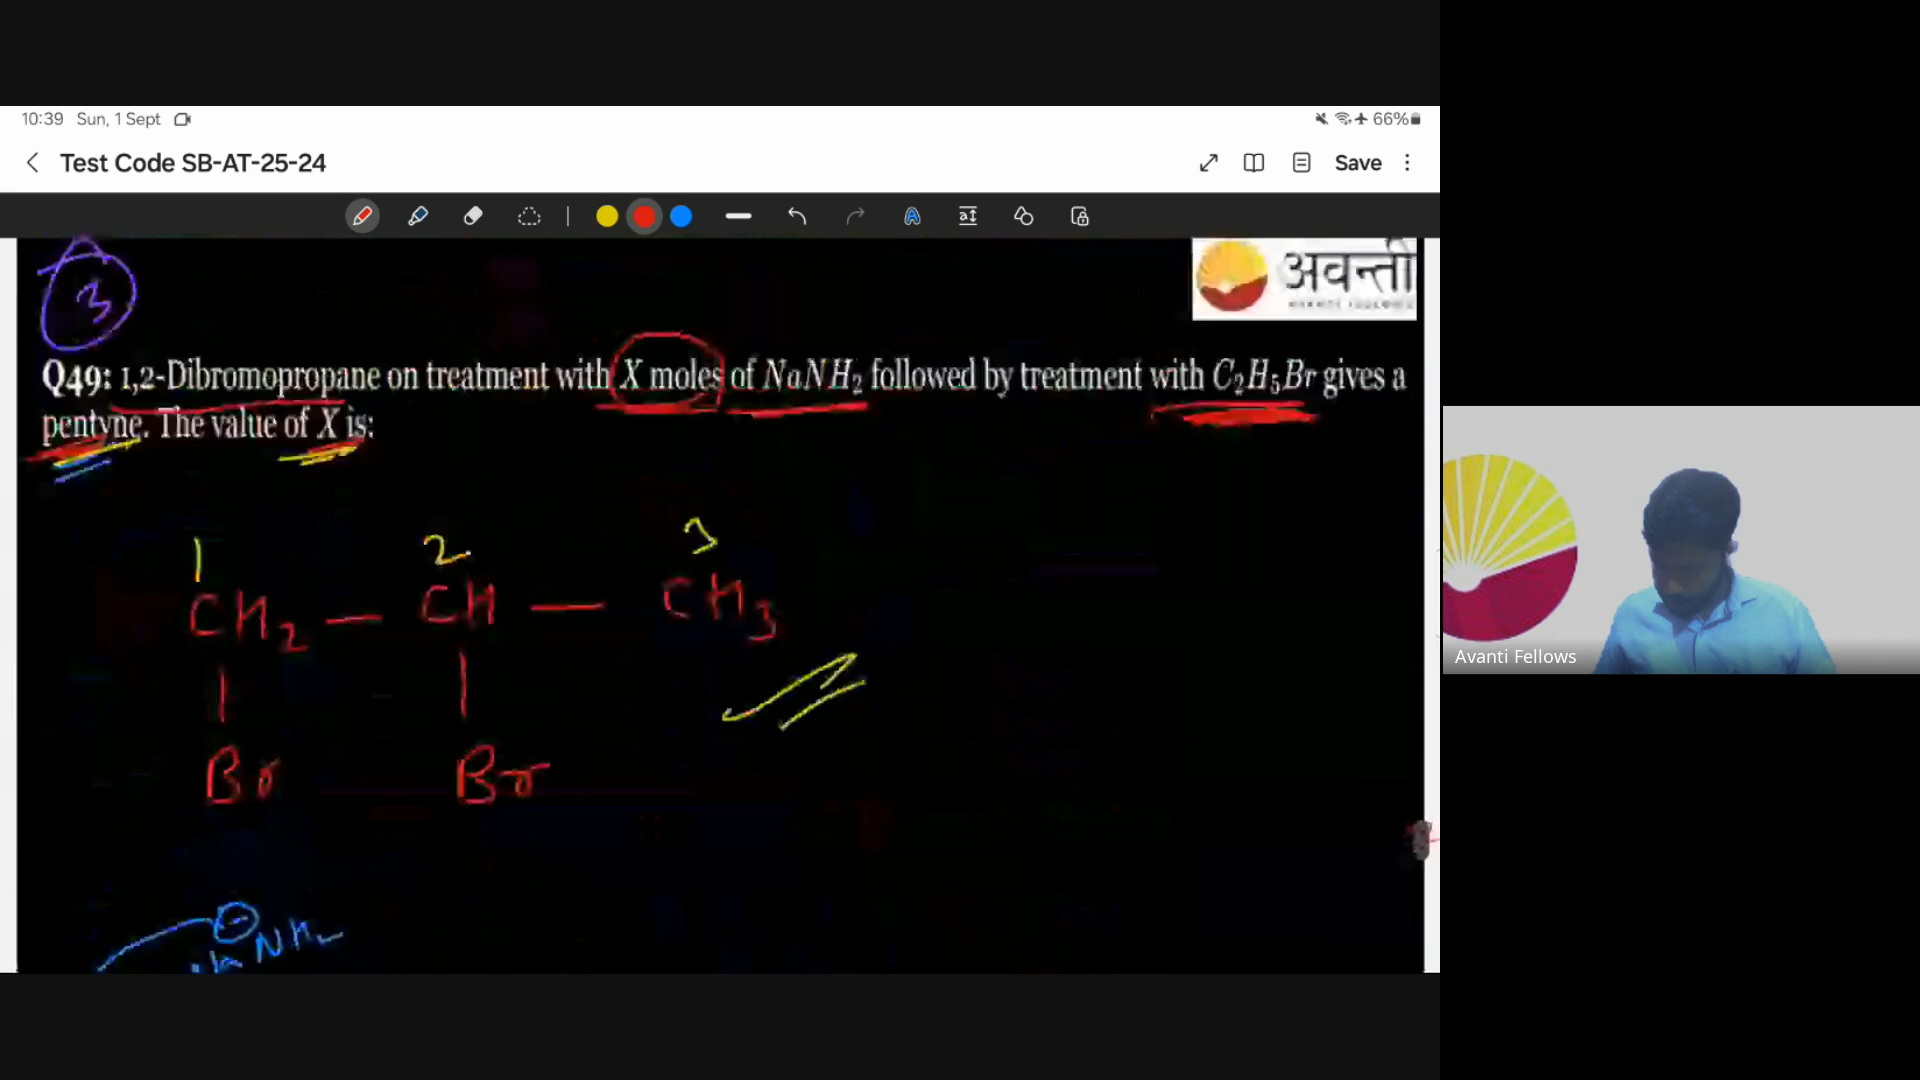 10:39 Sun, 1 Sept
66%
Test Code SB-AT-25-24
Save
3
अवन्ती
Q49: 1,2-Dibromopropane on treatment with X moles of NaNH₂ followed by treatment with C₂H₅Br gives a
pentyne. The value of X is:
1 2 3
CH₂ — CH — CH₃
Br Br
NH₂
Avanti Fellows